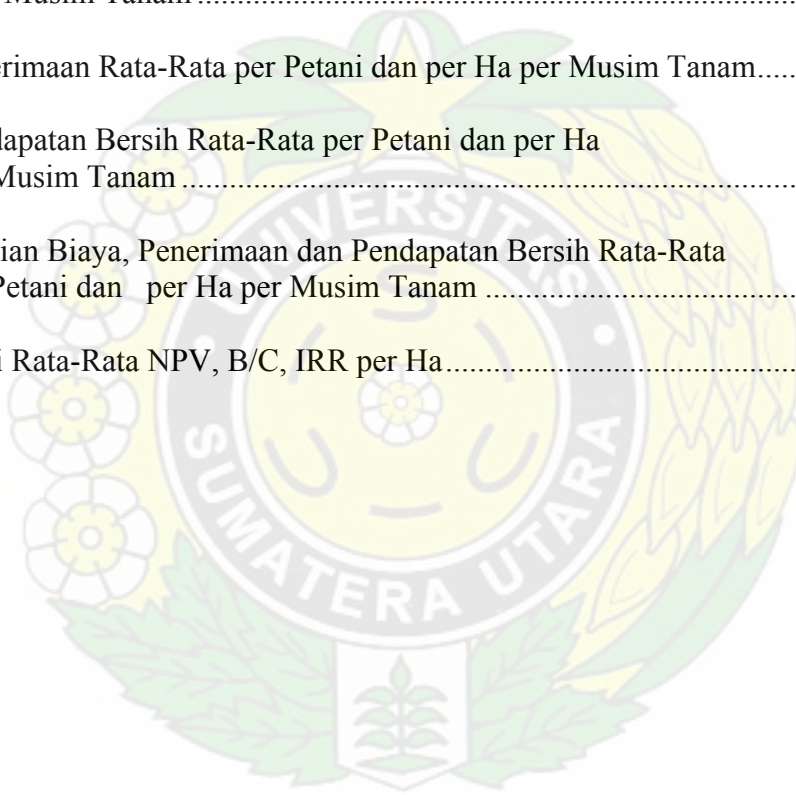 Musim Tanam ...............................................................................
erimaan Rata-Rata per Petani dan per Ha per Musim Tanam.....
dapatan Bersih Rata-Rata per Petani dan per Ha
Musim Tanam ...............................................................................
ian Biaya, Penerimaan dan Pendapatan Bersih Rata-Rata
Petani dan per Ha per Musim Tanam ........................................
i Rata-Rata NPV, B/C, IRR per Ha.............................................
UNIVERSITAS
SUMATERA UTARA